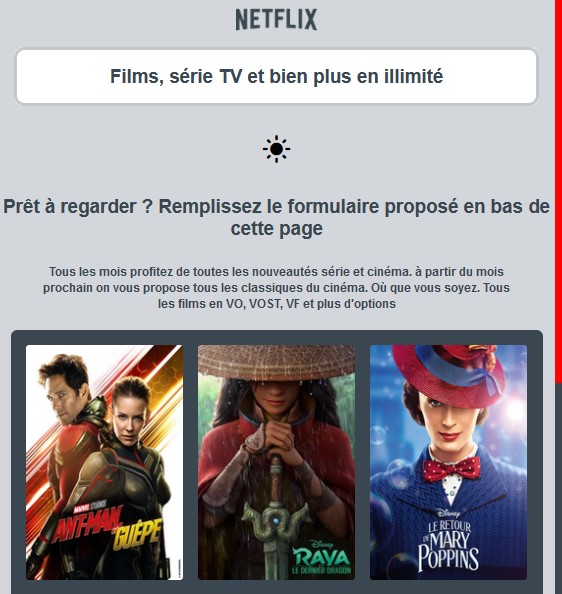 NETFLIX
Films, série TV et bien plus en illimité
Prêt à regarder ? Remplissez le formulaire proposé en bas de
cette page
Tous les mois profitez de toutes les nouveautés série et cinéma. à partir du mois
prochain on vous propose tous les classiques du cinéma. Où que vous soyez. Tous
les films en VO, VOST, VF et plus d'options
MARVEL STUDIOS
ANT-MAN ET LA
GUÊPE
Disney
RAYA
LE DERNIER DRAGON
Disney
LE RETOUR
DE MARY
POPPINS